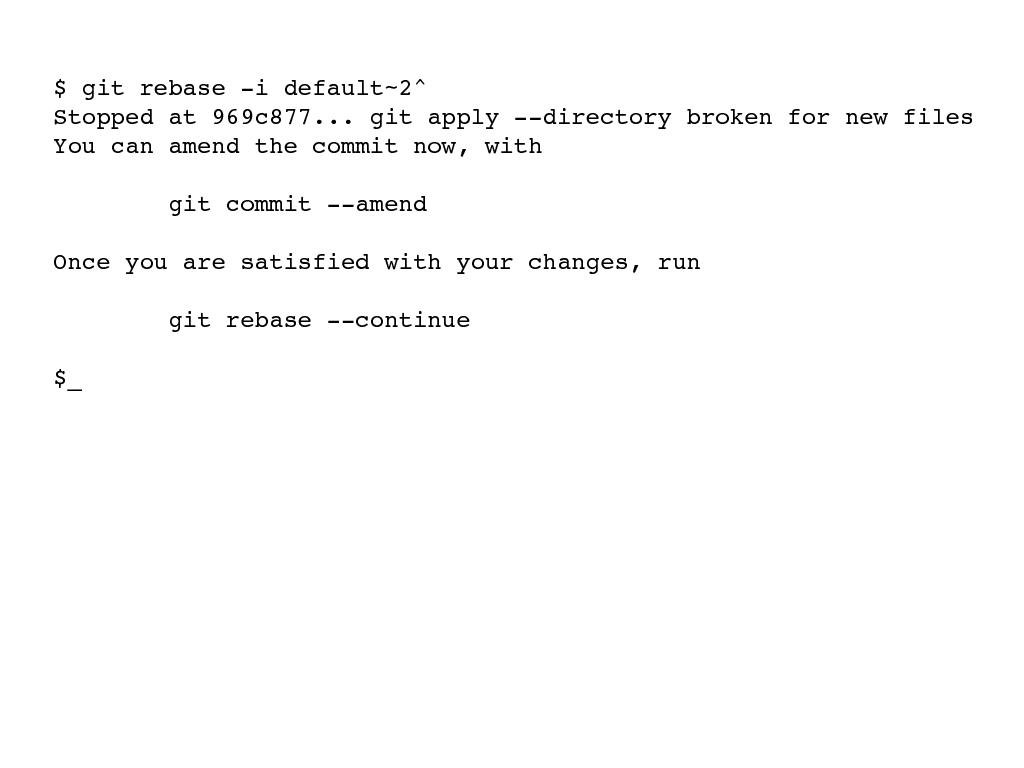 $ git rebase -i default~2^
Stopped at 969c877... git apply --directory broken for new files
You can amend the commit now, with
git commit --amend
Once you are satisfied with your changes, run
git rebase --continue
$_